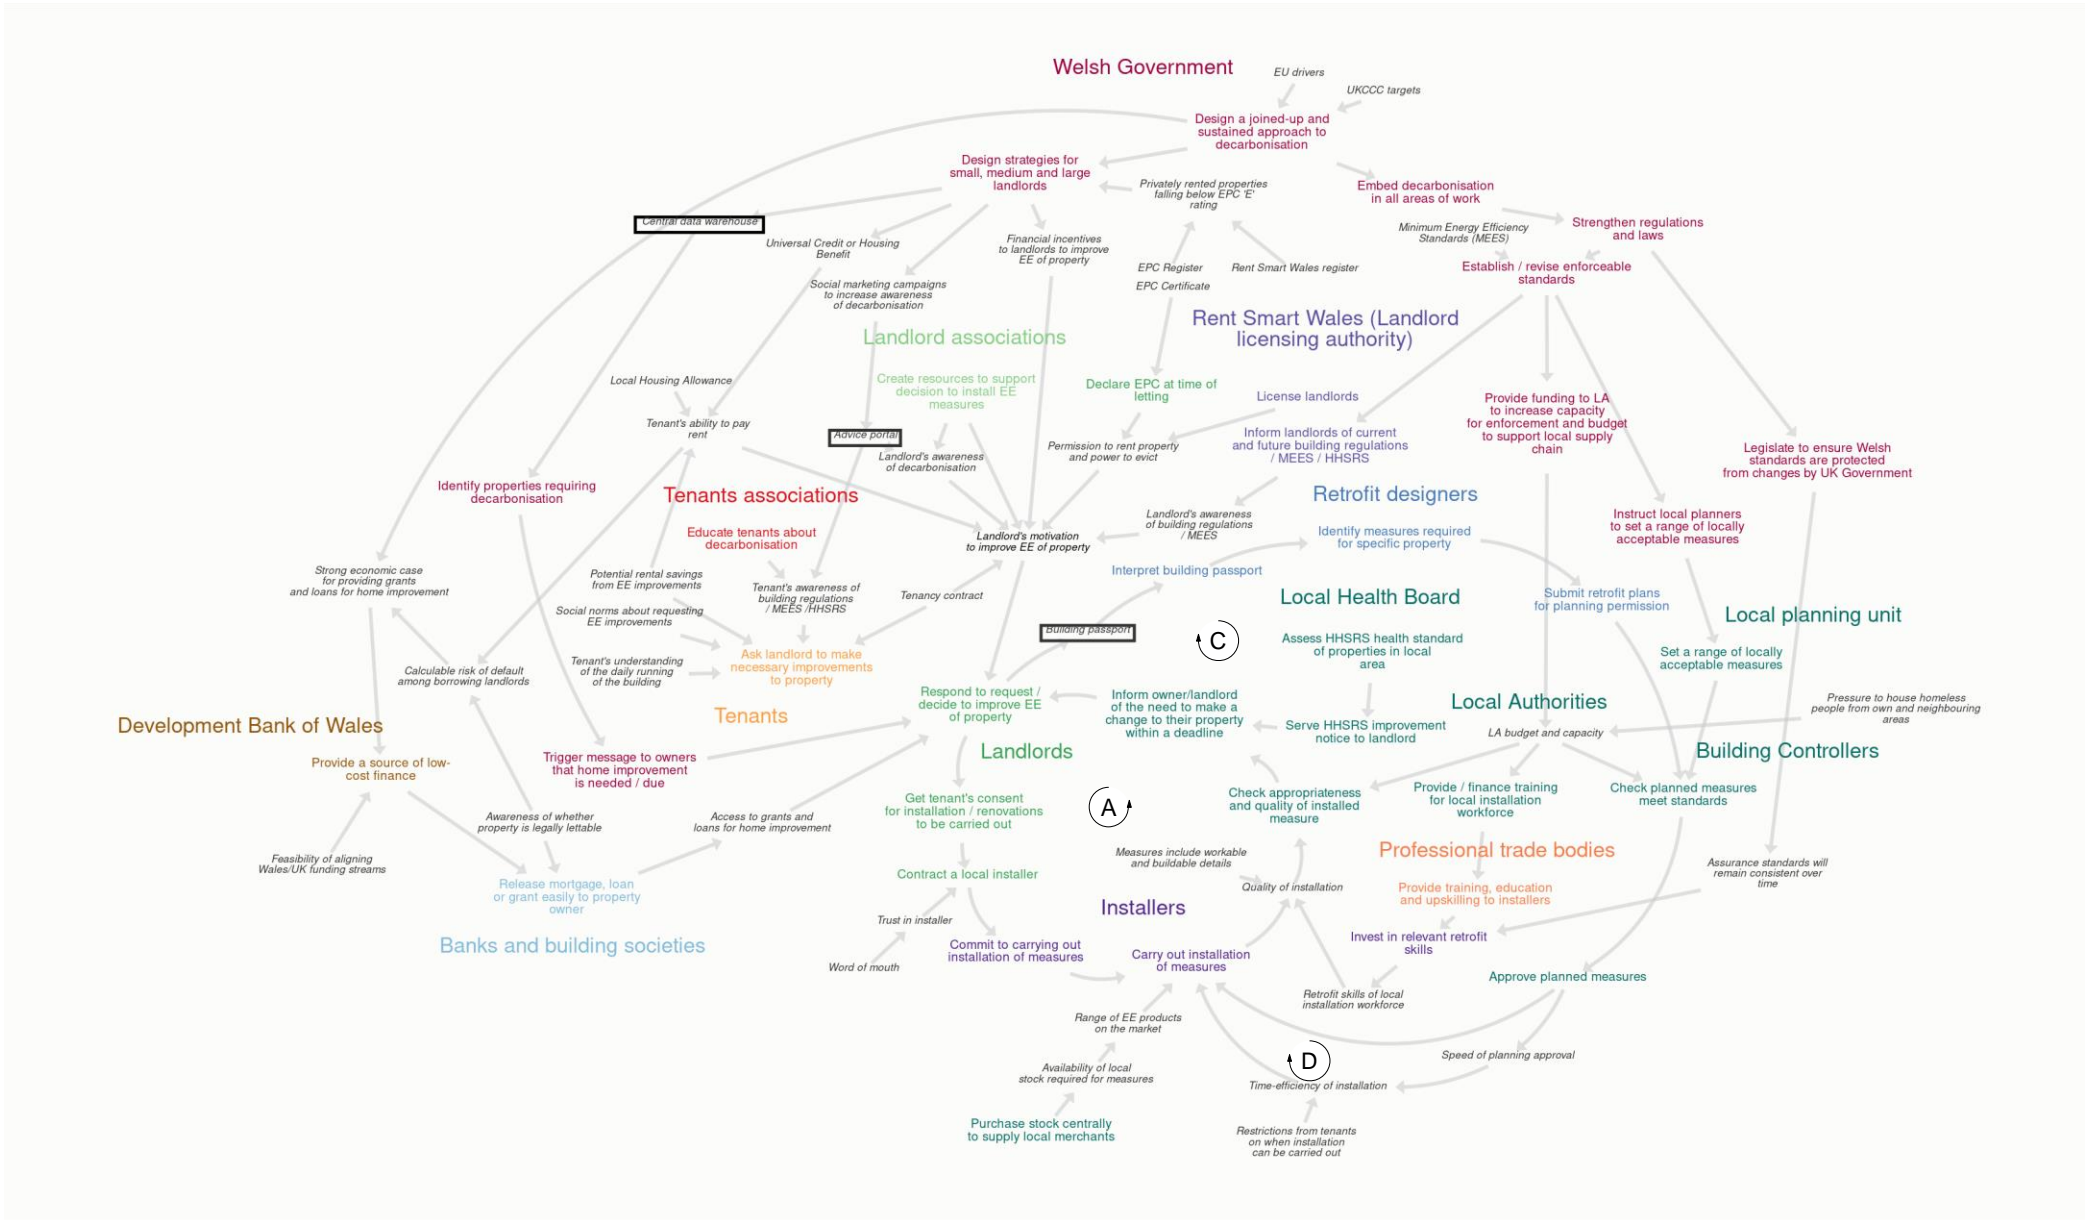 Welsh Government
EU drivers
UKCCC targets
Design a joined-up and
sustained approach to
decarbonisation
Design strategies for
small, medium and large
landlords
Privately rented properties
falling below EPC 'E'
rating
Embed decarbonisation
in all areas of work
Strengthen regulations
and laws
Minimum Energy Efficiency
Standards (MEES)
Establish / revise enforceable
standards
Central data warehouse
Universal Credit or Housing
Benefit
Financial incentives
to landlords to improve
EE of property
EPC Register
EPC Certificate
Rent Smart Wales register
Social marketing campaigns
to increase awareness
of decarbonisation
Landlord associations
Rent Smart Wales (Landlord
licensing authority)
Create resources to support
decision to install EE
measures
Local Housing Allowance
Declare EPC at time of
letting
License landlords
Tenant's ability to pay
rent
Advice portal
Landlord's awareness
of decarbonisation
Permission to rent property
and power to evict
Inform landlords of current
and future building regulations
/ MEES / HHSRS
Provide funding to LA
to increase capacity
for enforcement and budget
to support local supply
chain
Legislate to ensure Welsh
standards are protected
from changes by UK Government
Identify properties requiring
decarbonisation
Tenants associations
Educate tenants about
decarbonisation
Landlord's motivation
to improve EE of property
Landlord's awareness
of building regulations
/ MEES
Retrofit designers
Identify measures required
for specific property
Instruct local planners
to set a range of locally
acceptable measures
Interpret building passport
Strong economic case
for providing grants
and loans for home improvement
Potential rental savings
from EE improvements
Tenant's awareness of
building regulations
/ MEES /HHSRS
Tenancy contract
Social norms about requesting
EE improvements
Local Health Board
Submit retrofit plans
for planning permission
Local planning unit
Building passport
C
Assess HHSRS health standard
of properties in local
area
Set a range of locally
acceptable measures
Calculable risk of default
among borrowing landlords
Tenant's understanding
of the daily running
of the building
Ask landlord to make
necessary improvements
to property
Tenants
Respond to request /
decide to improve EE
of property
Inform owner/landlord
of the need to make a
change to their property
within a deadline
Serve HHSRS improvement
notice to landlord
Local Authorities
LA budget and capacity
Pressure to house homeless
people from own and neighbouring
areas
Development Bank of Wales
Provide a source of low-
cost finance
Trigger message to owners
that home improvement
is needed / due
Landlords
Building Controllers
Get tenant's consent
for installation / renovations
to be carried out
A
Check appropriateness
and quality of installed
measure
Provide / finance training
for local installation
workforce
Check planned measures
meet standards
Awareness of whether
property is legally lettable
Access to grants and
loans for home improvement
Feasibility of aligning
Wales/UK funding streams
Release mortgage, loan
or grant easily to property
owner
Banks and building societies
Contract a local installer
Measures include workable
and buildable details
Quality of installation
Professional trade bodies
Provide training, education
and upskilling to installers
Assurance standards will
remain consistent over
time
Trust in installer
Word of mouth
Installers
Commit to carrying out
installation of measures
Carry out installation
of measures
Invest in relevant retrofit
skills
Approve planned measures
Retrofit skills of local
installation workforce
Range of EE products
on the market
Availability of local
stock required for measures
Purchase stock centrally
to supply local merchants
D
Speed of planning approval
Time-efficiency of installation
Restrictions from tenants
on when installation
can be carried out